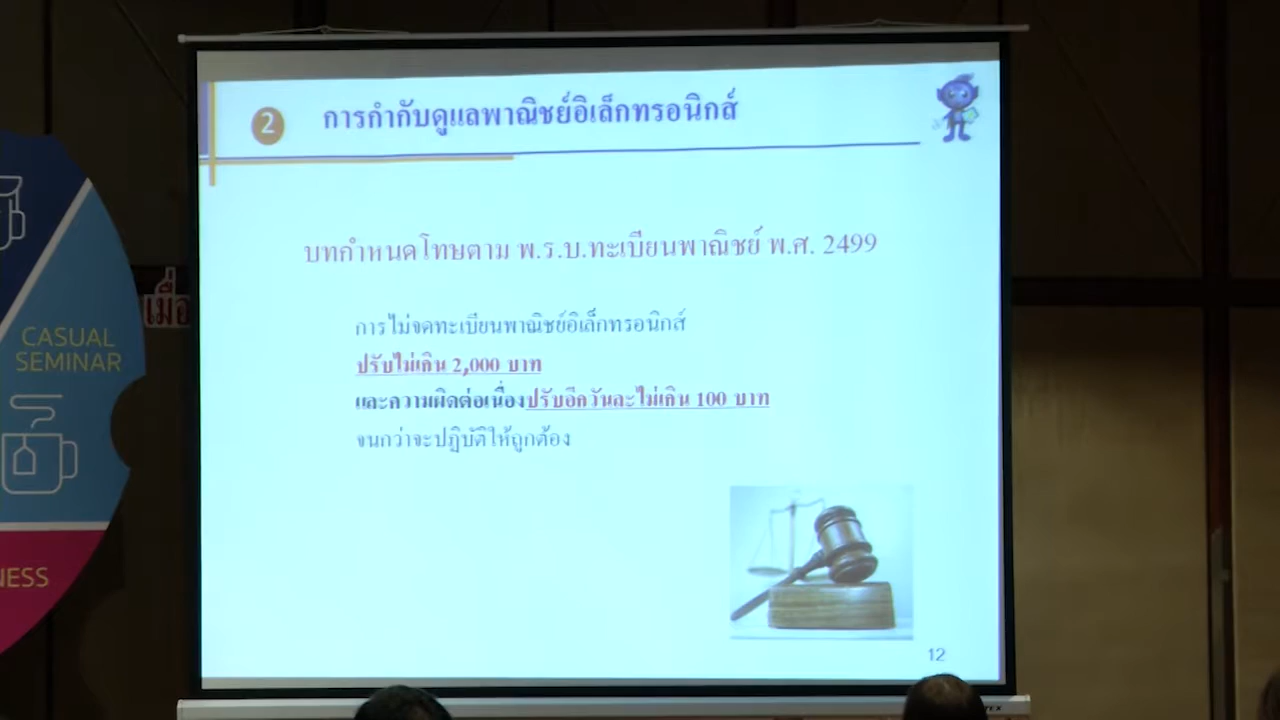 2
การกำกับดูแลพาณิชย์อิเล็กทรอนิกส์
บทกำหนดโทษตาม พ.ร.บ.ทะเบียนพาณิชย์ พ.ศ. 2499
การไม่จดทะเบียนพาณิชย์อิเล็กทรอนิกส์
ปรับไม่เกิน 2,000 บาท
และความผิดต่อเนื่องปรับอีกวันละไม่เกิน 100 บาท
จนกว่าจะปฏิบัติให้ถูกต้อง
12
เมื่อ
CASUAL
SEMINAR
NESS